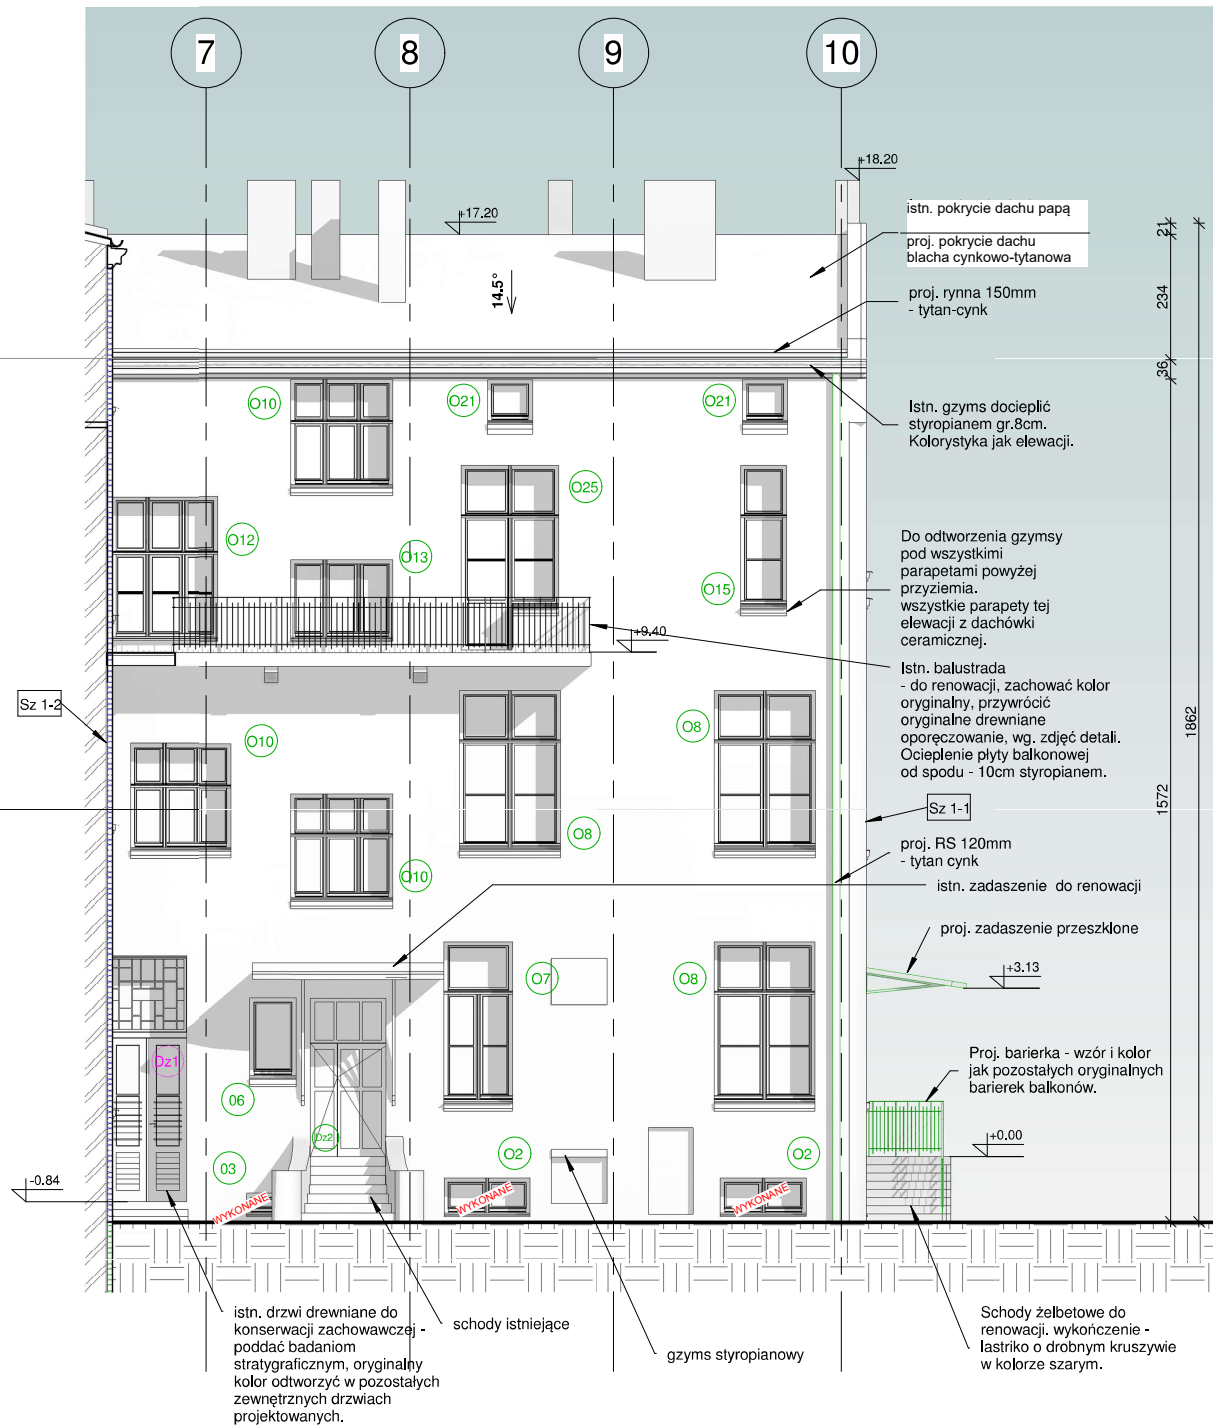 7
8
9
10
+18.20
+17.20
14.5°
istn. pokrycie dachu papą
proj. pokrycie dachu
blacha cynkowo-tytanowa
proj. rynna 150mm
- tytan-cynk
21
234
36
1572
1862
O10
O21
O21
Istn. gzyms docieplić
styropianem gr.8cm.
Kolorystyka jak elewacji.
O25
O12
O13
O15
Do odtworzenia gzymsy
pod wszystkimi
parapetami powyżej
przyziemia.
wszystkie parapety tej
elewacji z dachówki
ceramicznej.
+9.40
Istn. balustrada
- do renowacji, zachować kolor
oryginalny, przywrócić
oryginalne drewniane
oporęczowanie, wg. zdjęć detali.
Ocieplenie płyty balkonowej
od spodu - 10cm styropianem.
Sz 1-2
O10
O8
O8
O10
Sz 1-1
proj. RS 120mm
- tytan cynk
istn. zadaszenie do renowacji
proj. zadaszenie przeszklone
+3.13
O7
O8
Dz1
06
Dz2
03
O2
O2
Proj. barierka - wzór i kolor
jak pozostałych oryginalnych
barierek balkonów.
+0.00
-0.84
WYKONANE
WYKONANE
WYKONANE
istn. drzwi drewniane do
konserwacji zachowawczej -
poddać badaniom
stratygraficznym, oryginalny
kolor odtworzyć w pozostałych
zewnętrznych drzwiach
projektowanych.
schody istniejące
gzyms styropianowy
Schody żelbetowe do
renowacji. wykończenie -
lastriko o drobnym kruszywie
w kolorze szarym.